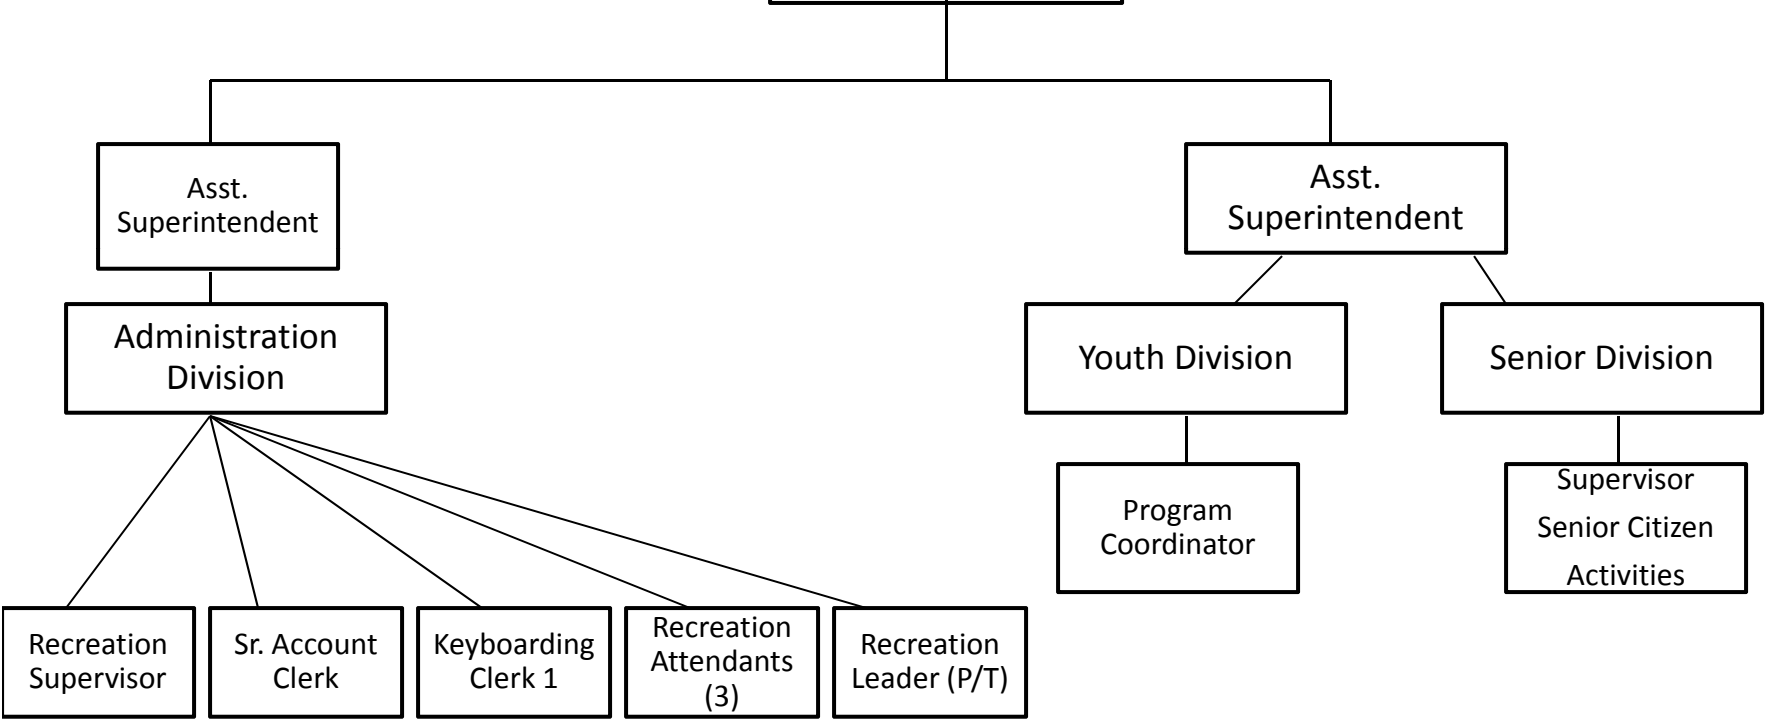 Asst.
Superintendent
Asst.
Superintendent
Administration
Division
Youth Division
Senior Division
Program
Coordinator
Supervisor
Senior Citizen
Activities
Recreation
Supervisor
Sr. Account
Clerk
Keyboarding
Clerk 1
Recreation
Attendants
(3)
Recreation
Leader (P/T)